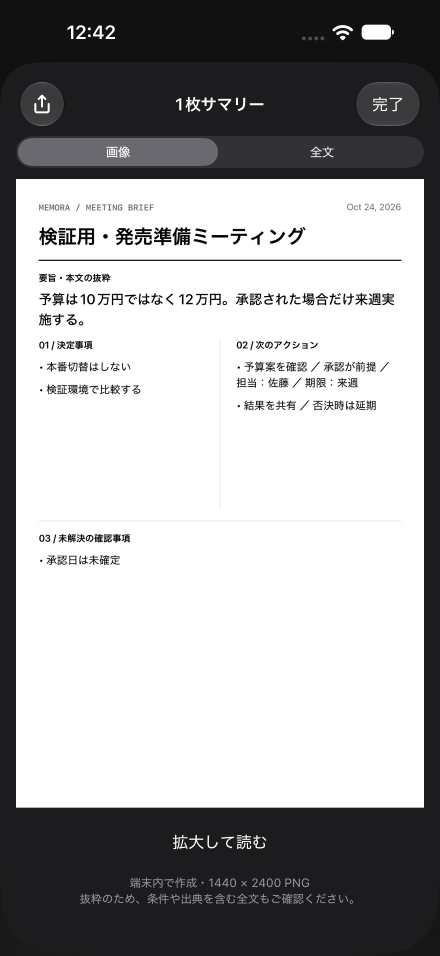 12:42
1枚サマリー
完了
画像
全文
MEMORA / MEETING BRIEF
Oct 24, 2026
検証用・発売準備ミーティング
要旨・本文の抜粋
予算は10万円ではなく12万円。承認された場合だけ来週実
施する。
01 / 決定事項
・本番切替はしない
・検証環境で比較する
02 / 次のアクション
・予算案を確認 ／ 承認が前提 ／
担当：佐藤 ／ 期限：来週
・結果を共有 ／ 否決時は延期
03 / 未解決の確認事項
・承認日は未確定
拡大して読む
端末内で作成・1440 × 2400 PNG
抜粋のため、条件や出典を含む全文もご確認ください。